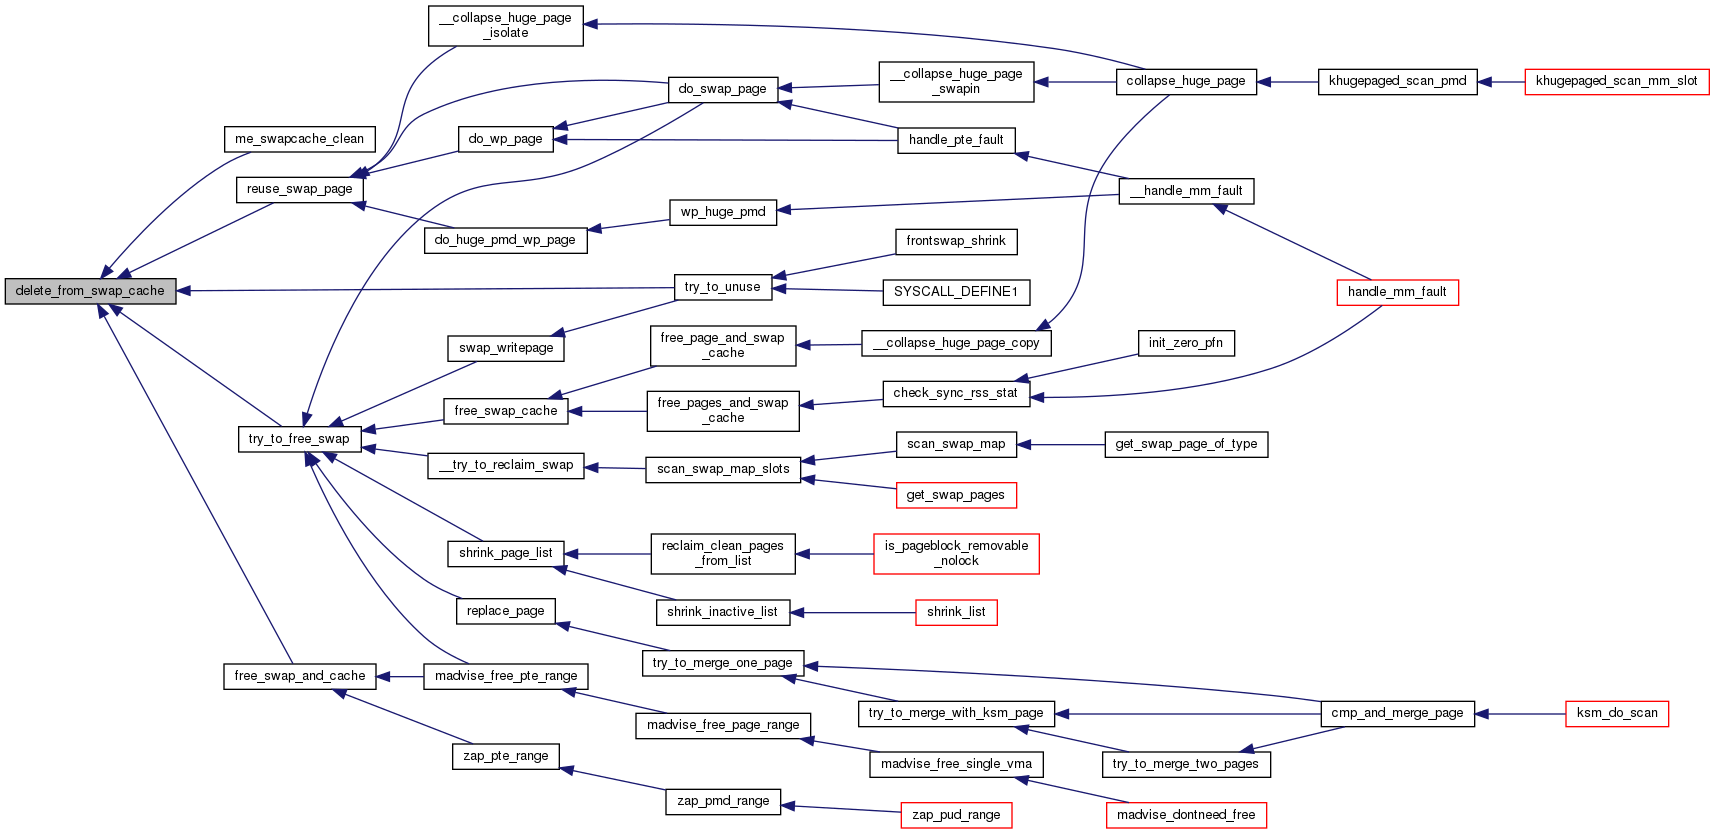 __collapse_huge_page
_isolate
__collapse_huge_page
_swapin
collapse_huge_page
khugepaged_scan_pmd
khugepaged_scan_mm_slot
do_swap_page
me_swapcache_clean
do_wp_page
handle_pte_fault
reuse_swap_page
__handle_mm_fault
wp_huge_pmd
do_huge_pmd_wp_page
frontswap_shrink
delete_from_swap_cache
try_to_unuse
SYSCALL_DEFINE1
handle_mm_fault
swap_writepage
free_page_and_swap
_cache
__collapse_huge_page_copy
init_zero_pfn
check_sync_rss_stat
free_swap_cache
free_pages_and_swap
_cache
try_to_free_swap
scan_swap_map
get_swap_page_of_type
__try_to_reclaim_swap
scan_swap_map_slots
get_swap_pages
shrink_page_list
reclaim_clean_pages
_from_list
is_pageblock_removable
_nolock
replace_page
shrink_inactive_list
shrink_list
free_swap_and_cache
madvise_free_pte_range
try_to_merge_one_page
madvise_free_page_range
try_to_merge_with_ksm_page
cmp_and_merge_page
ksm_do_scan
zap_pte_range
madvise_free_single_vma
try_to_merge_two_pages
zap_pmd_range
zap_pud_range
madvise_dontneed_free